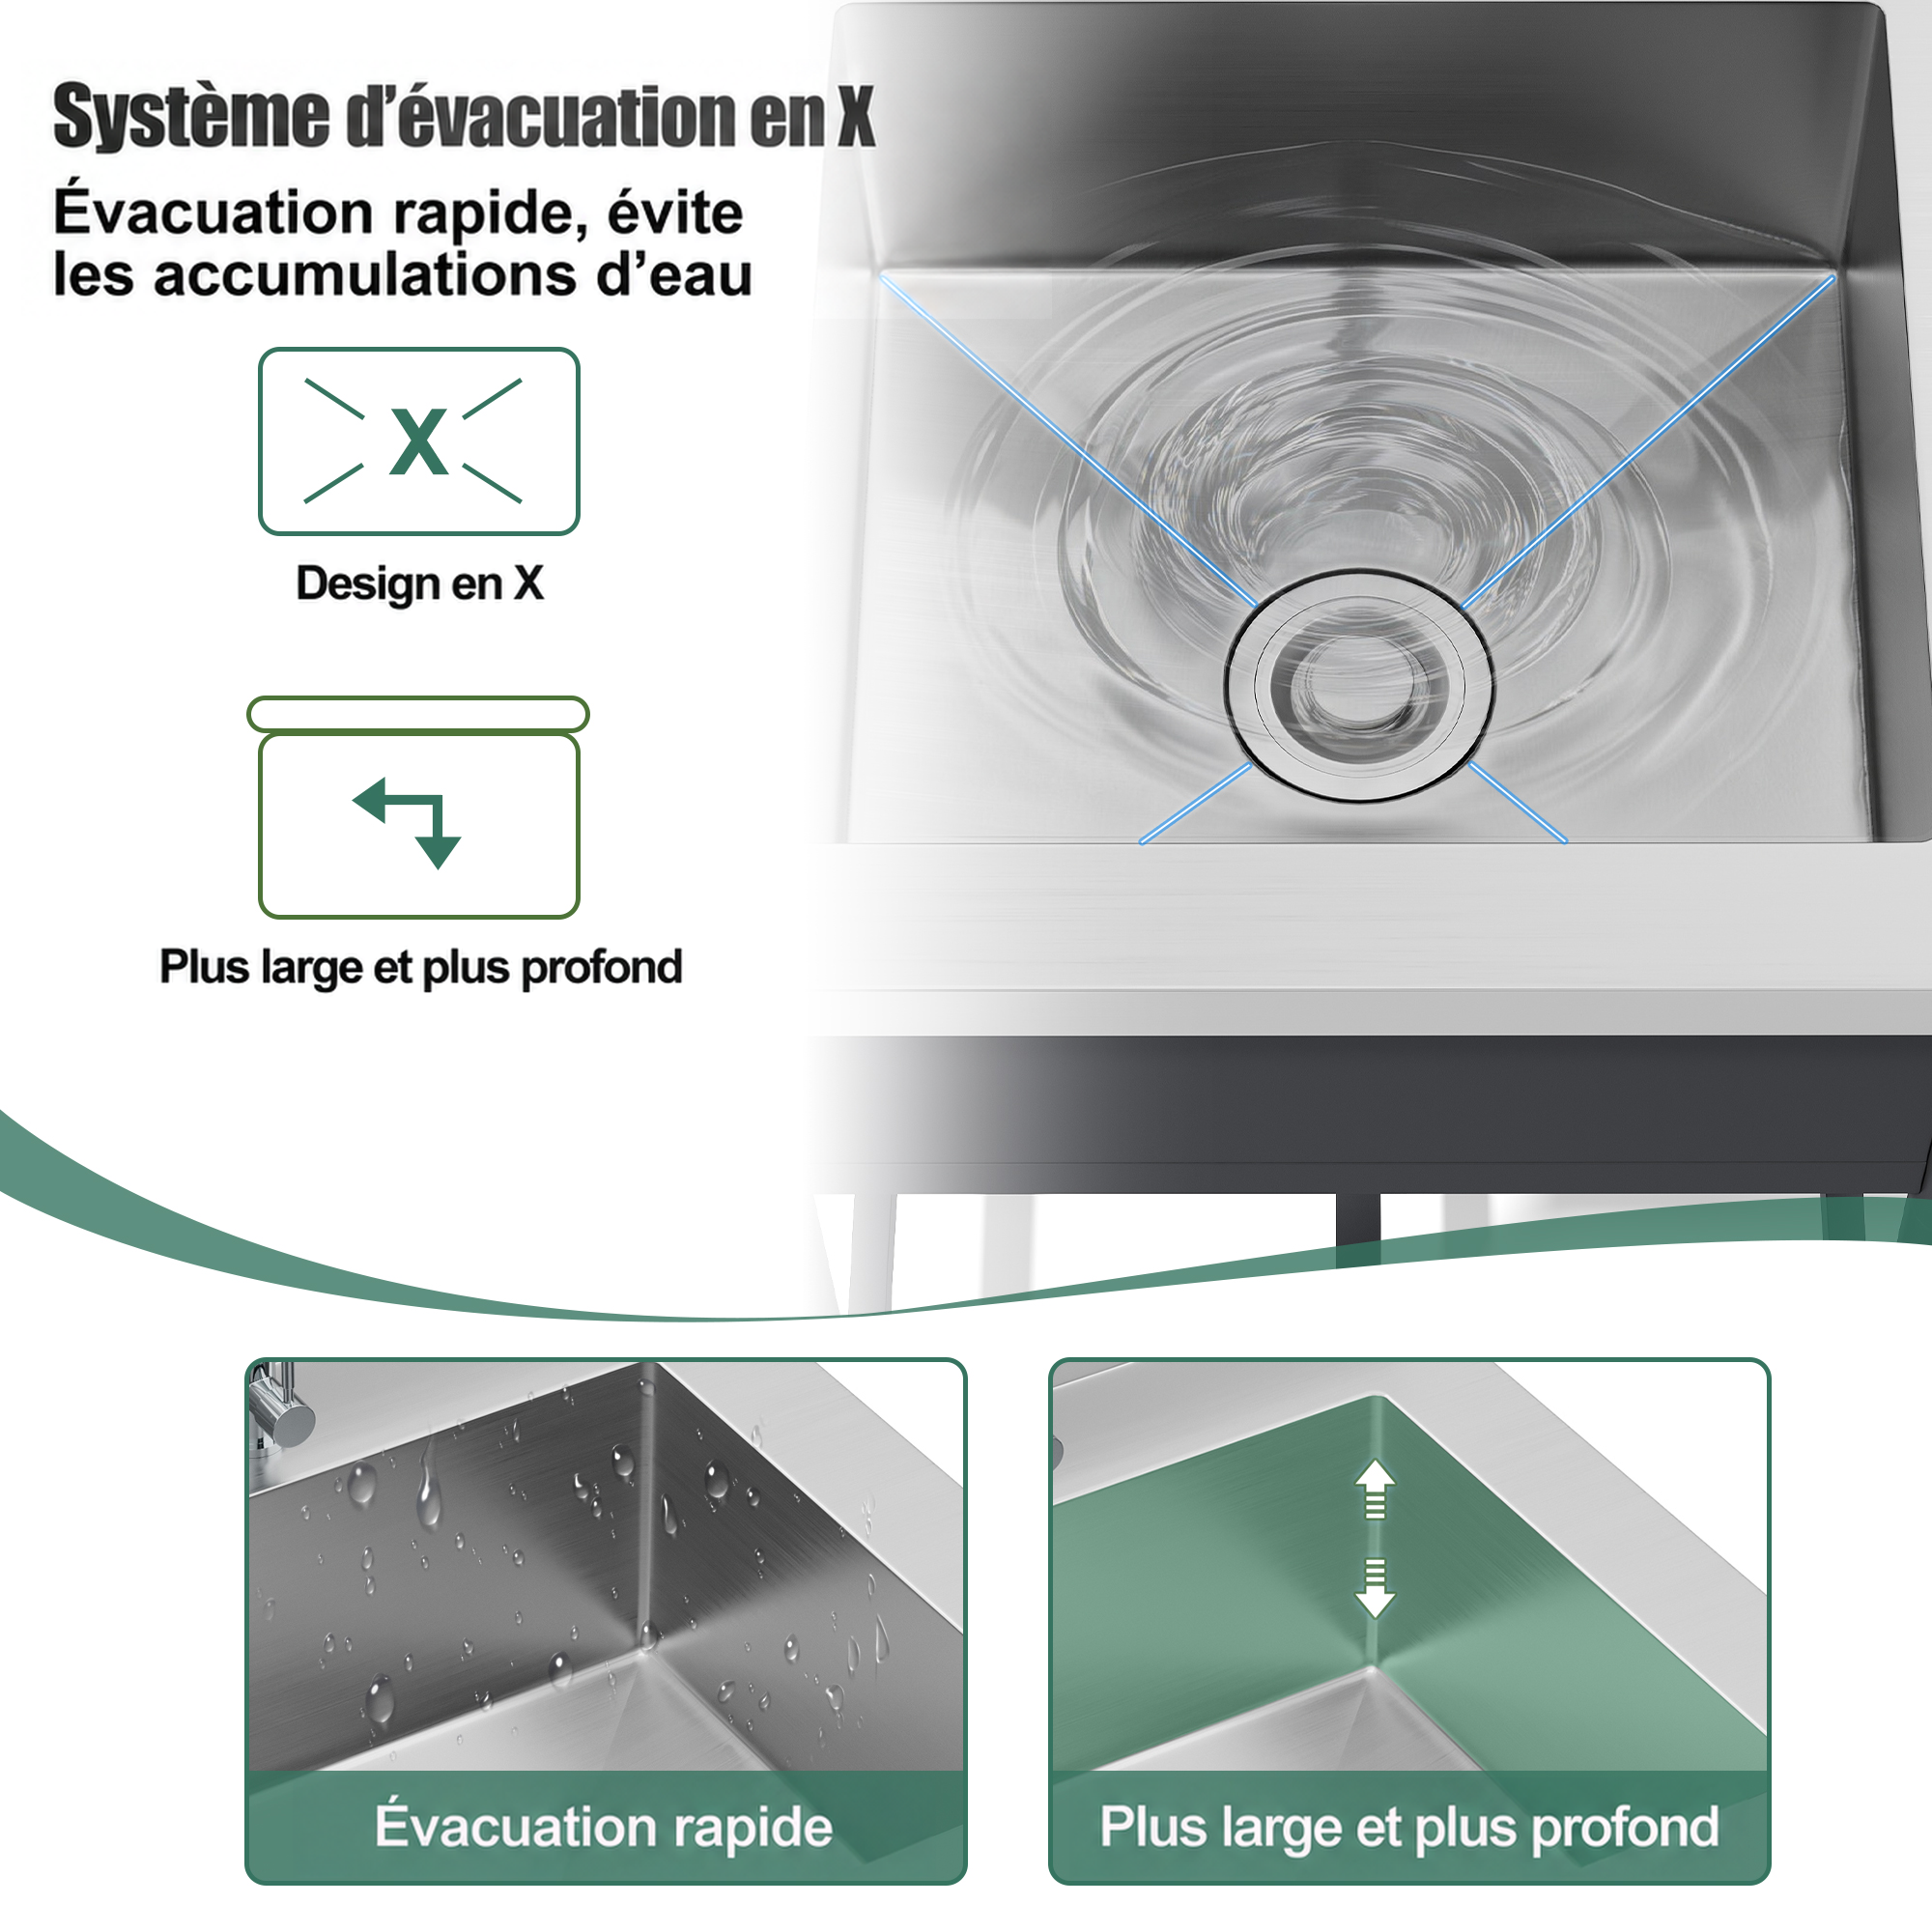 Système d’évacuation en X
Évacuation rapide, évite
les accumulations d’eau
X
Design en X
Plus large et plus profond
Évacuation rapide
Plus large et plus profond